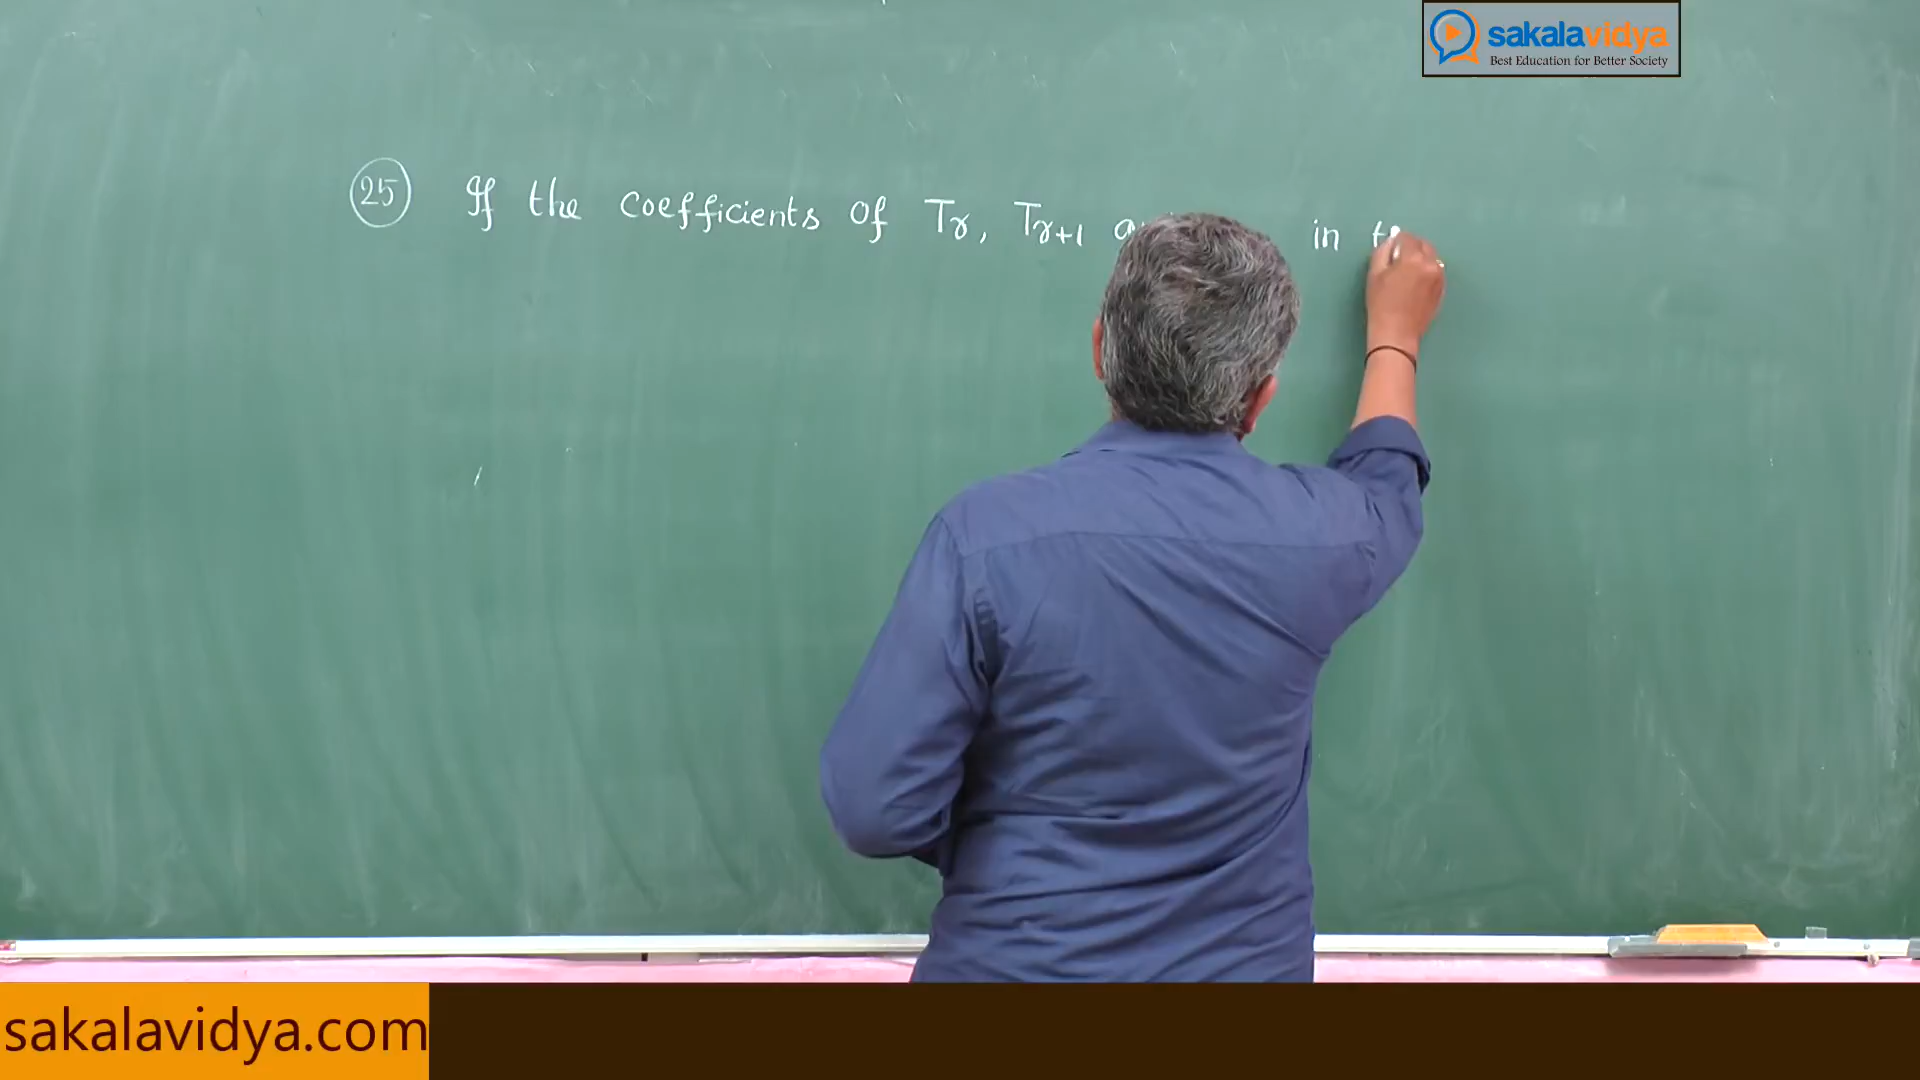 sakalavidya
Best Education for Better Society
25 If the coefficients of Tr, Tr+1 in
sakalavidya.com